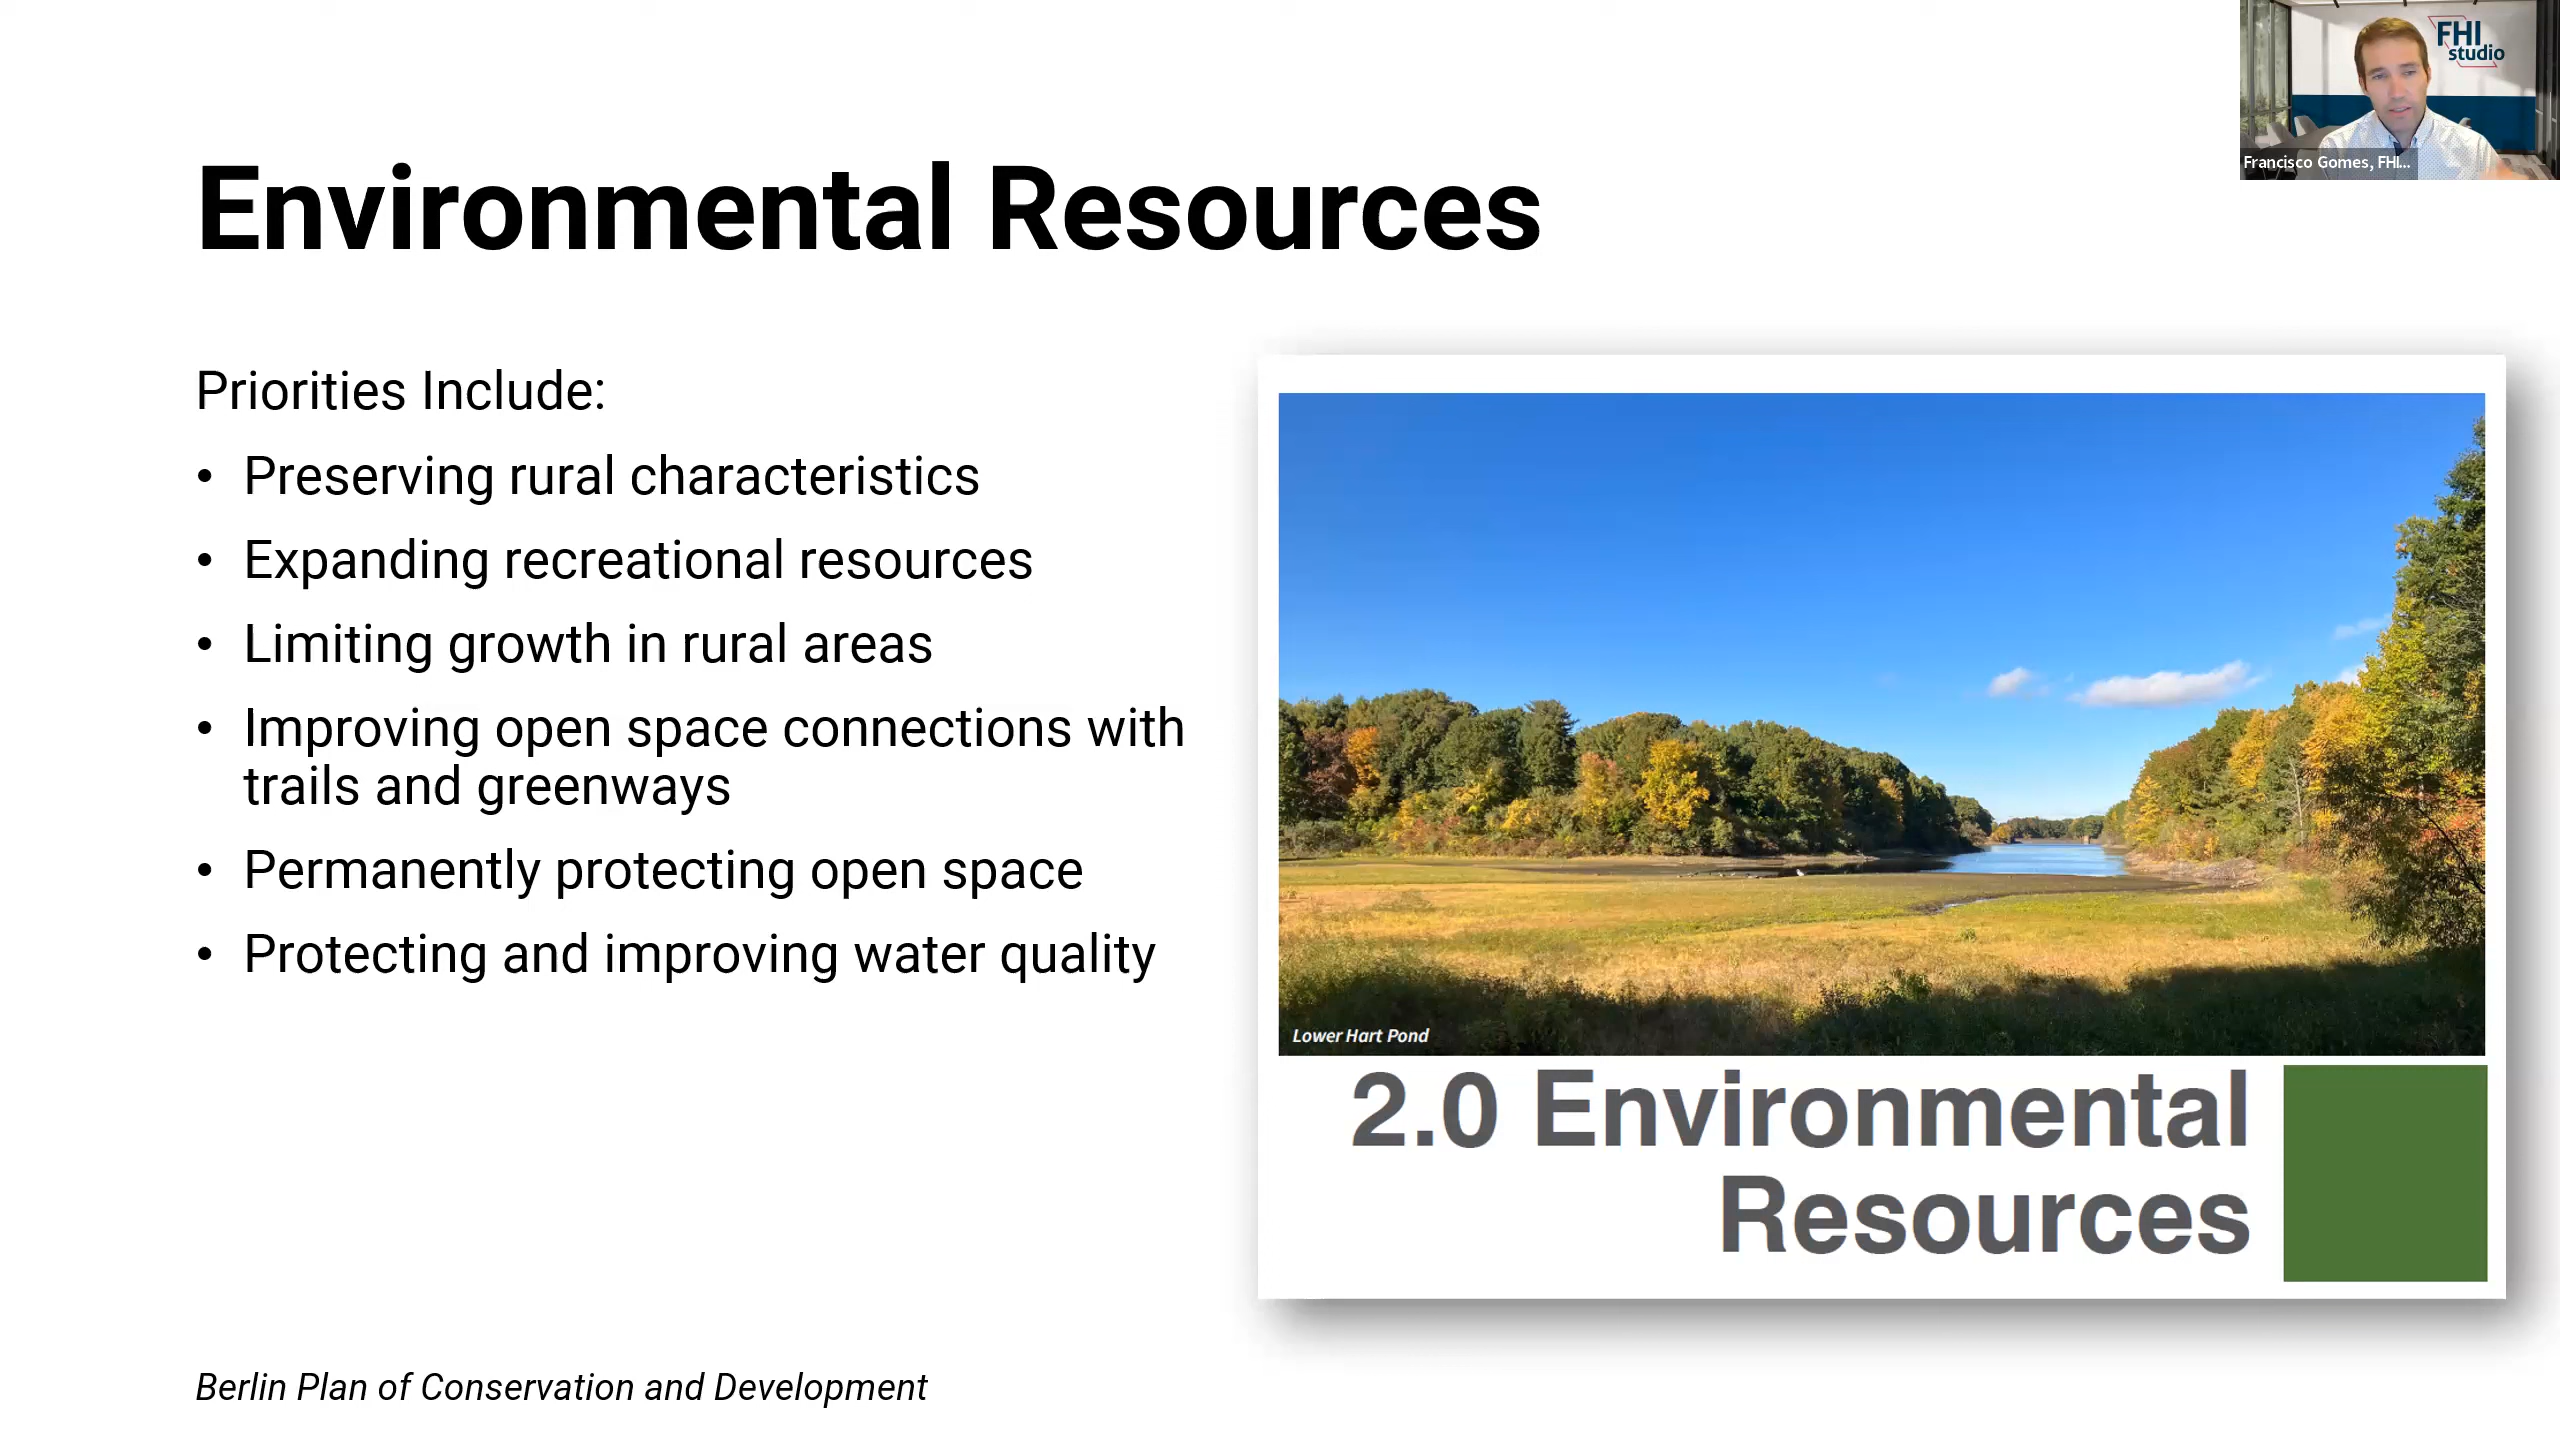 FHI
studio
Francisco Gomes, FHI...
Environmental Resources
Priorities Include:
• Preserving rural characteristics
• Expanding recreational resources
• Limiting growth in rural areas
• Improving open space connections with
trails and greenways
• Permanently protecting open space
• Protecting and improving water quality
Lower Hart Pond
2.0 Environmental
Resources
Berlin Plan of Conservation and Development